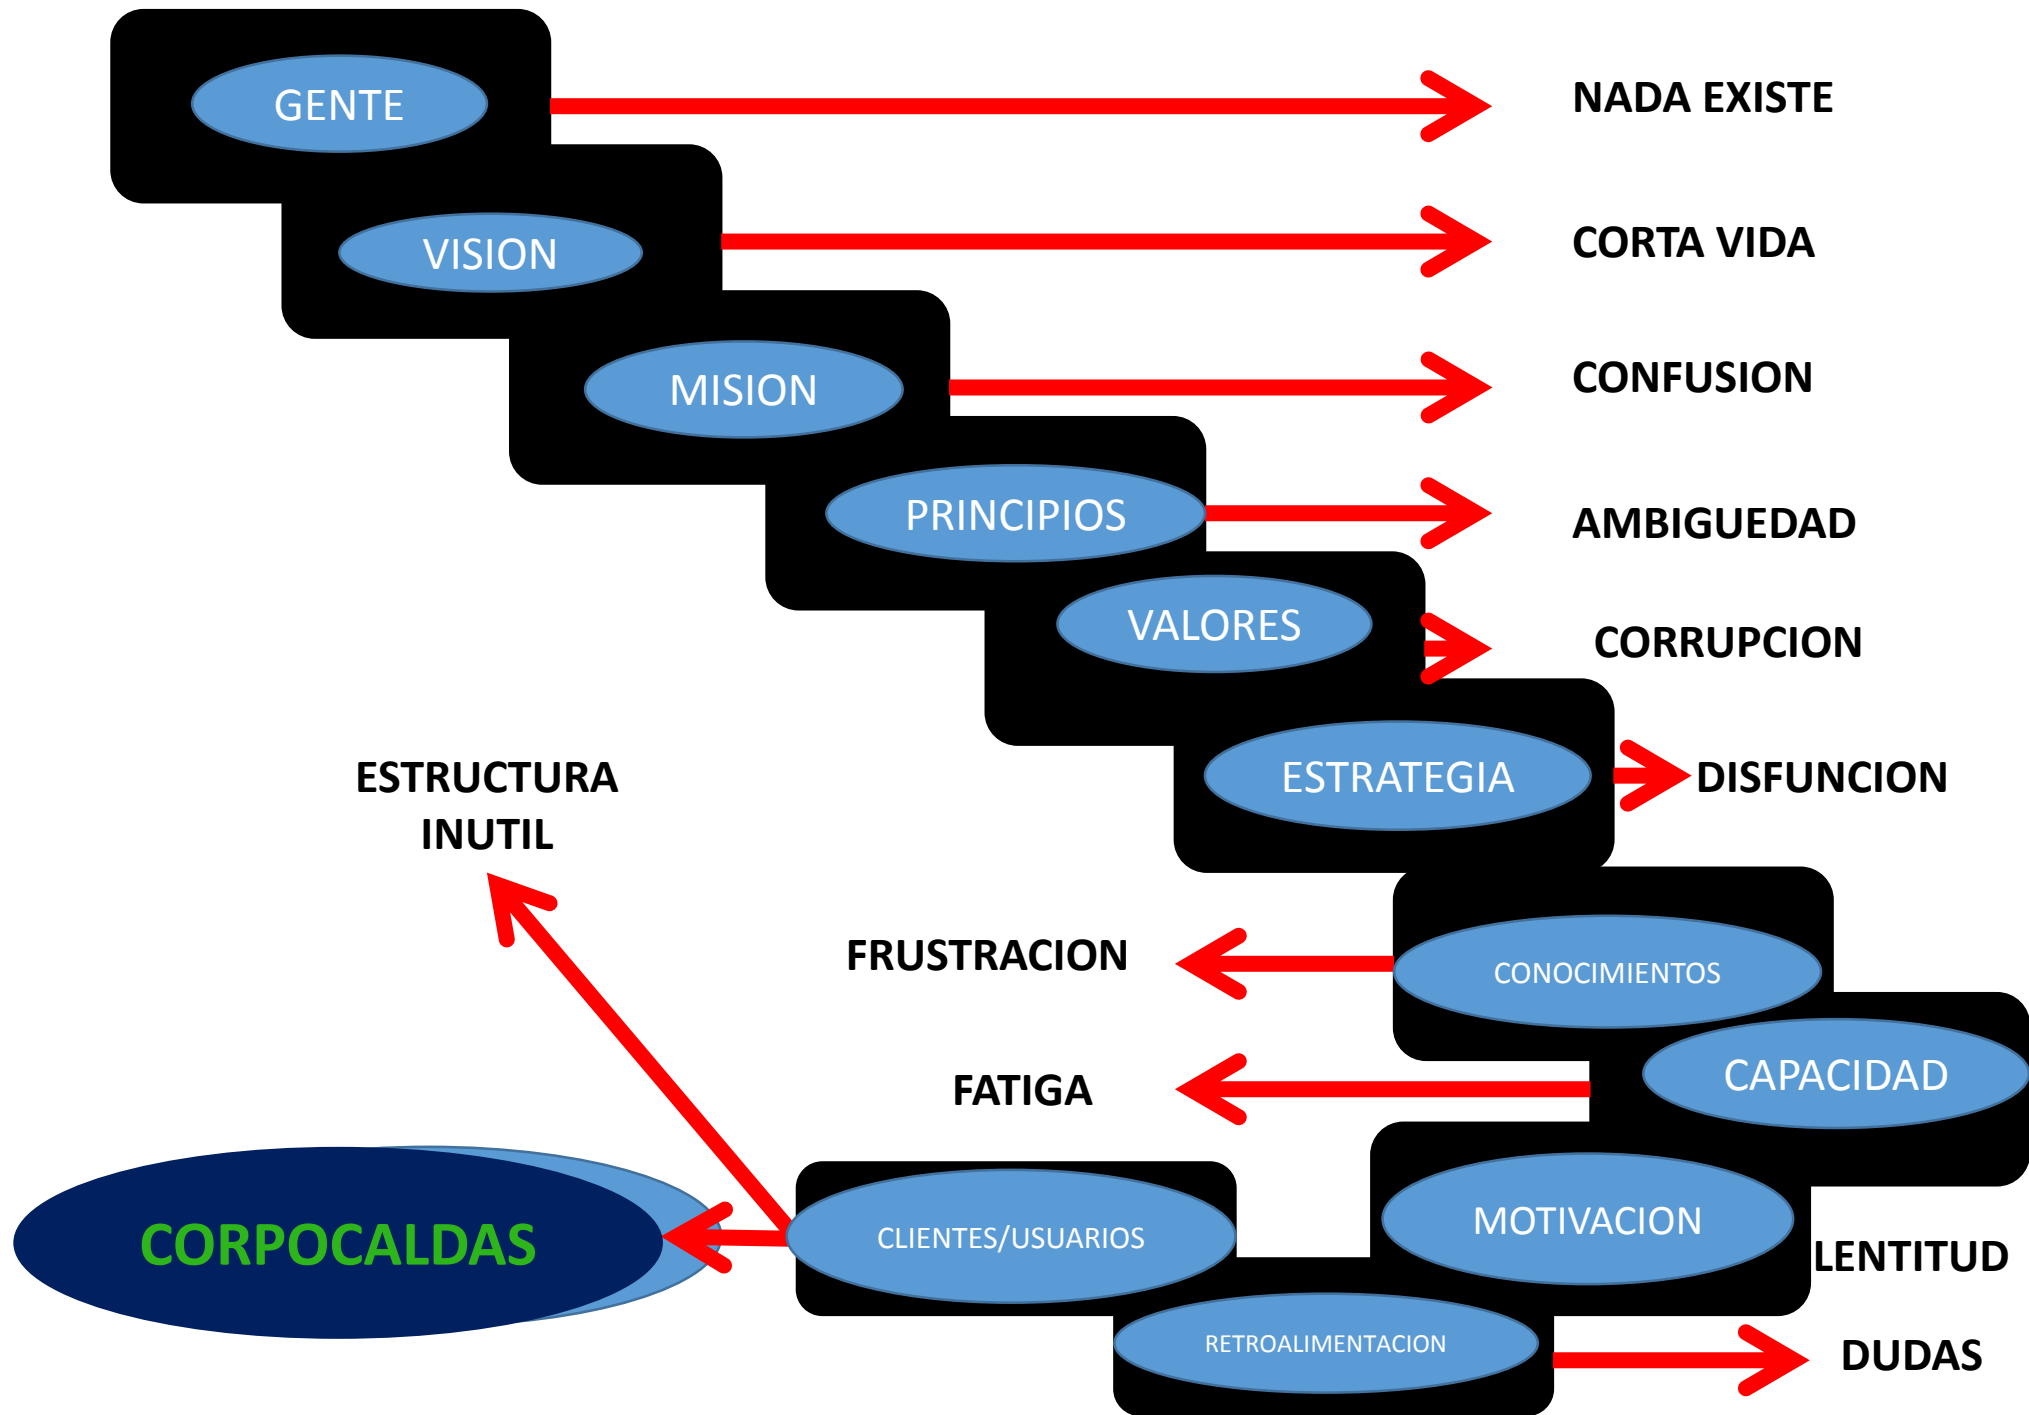 GENTE
NADA EXISTE
VISION
CORTA VIDA
MISION
CONFUSION
PRINCIPIOS
AMBIGUEDAD
VALORES
CORRUPCION
ESTRATEGIA
DISFUNCION
ESTRUCTURA
INUTIL
FRUSTRACION
CONOCIMIENTOS
FATIGA
CAPACIDAD
CORPOCALDAS
CLIENTES/USUARIOS
MOTIVACION
LENTITUD
RETROALIMENTACION
DUDAS